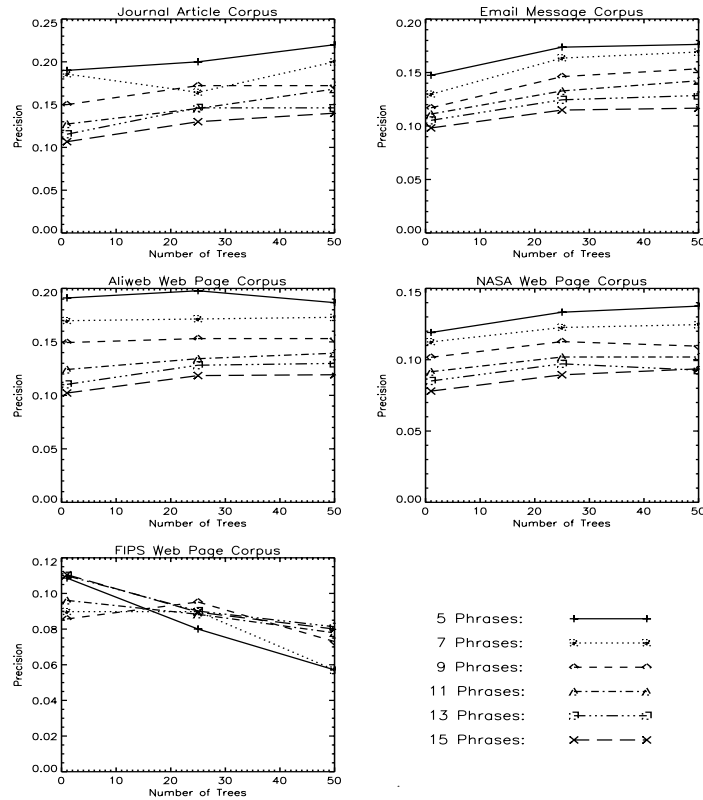 Journal Article Corpus
0.25
0.20
0.15
0.10
0.05
0.00
Precision
0 10 20 30 40 50
Number of Trees
Email Message Corpus
0.20
0.15
0.10
0.05
0.00
Precision
0 10 20 30 40 50
Number of Trees
Aliweb Web Page Corpus
0.20
0.15
0.10
0.05
0.00
Precision
0 10 20 30 40 50
Number of Trees
NASA Web Page Corpus
0.15
0.10
0.05
0.00
Precision
0 10 20 30 40 50
Number of Trees
FIPS Web Page Corpus
0.12
0.10
0.08
0.06
0.04
0.02
0.00
Precision
0 10 20 30 40 50
Number of Trees
5 Phrases:
7 Phrases:
9 Phrases:
11 Phrases:
13 Phrases:
15 Phrases: